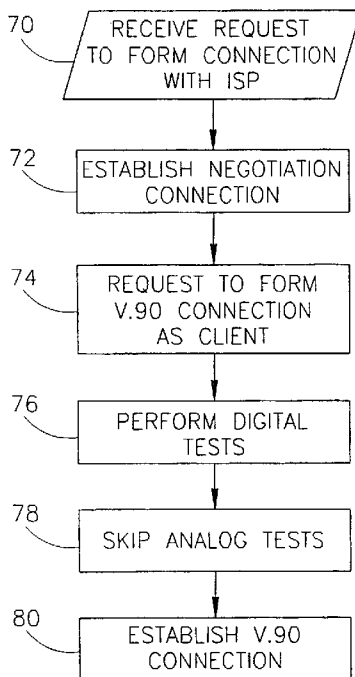 70
RECEIVE REQUEST
TO FORM CONNECTION
WITH ISP
72
ESTABLISH NEGOTIATION
CONNECTION
74
REQUEST TO FORM
V.90 CONNECTION
AS CLIENT
76
PERFORM DIGITAL
TESTS
78
SKIP ANALOG TESTS
80
ESTABLISH V.90
CONNECTION